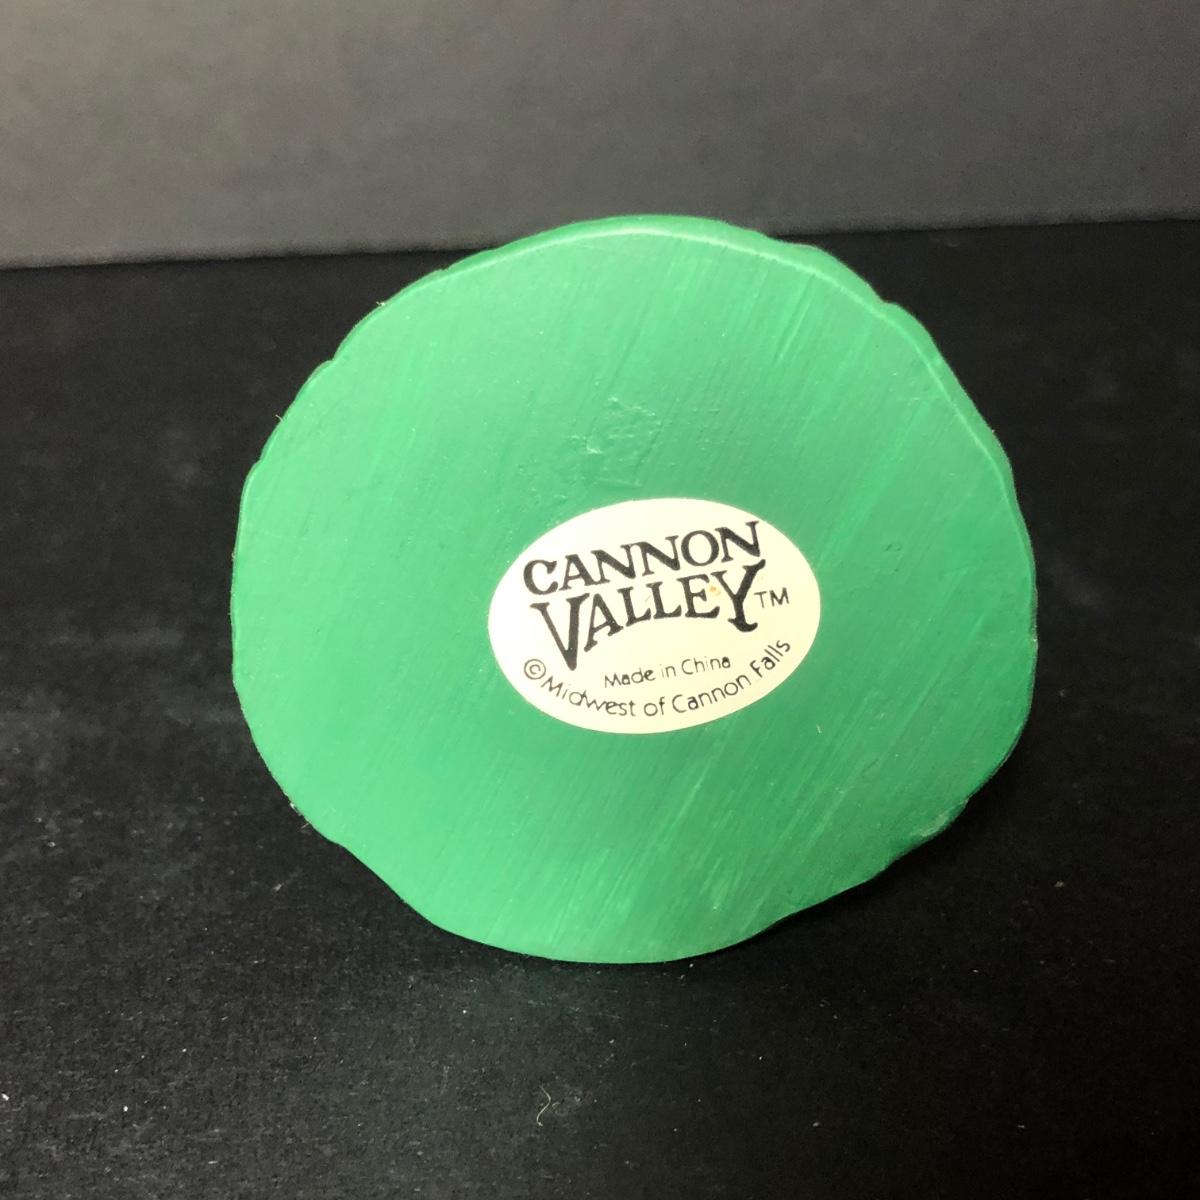 CANNON
VALLEY™
Made in China
©Midwest of Cannon Falls